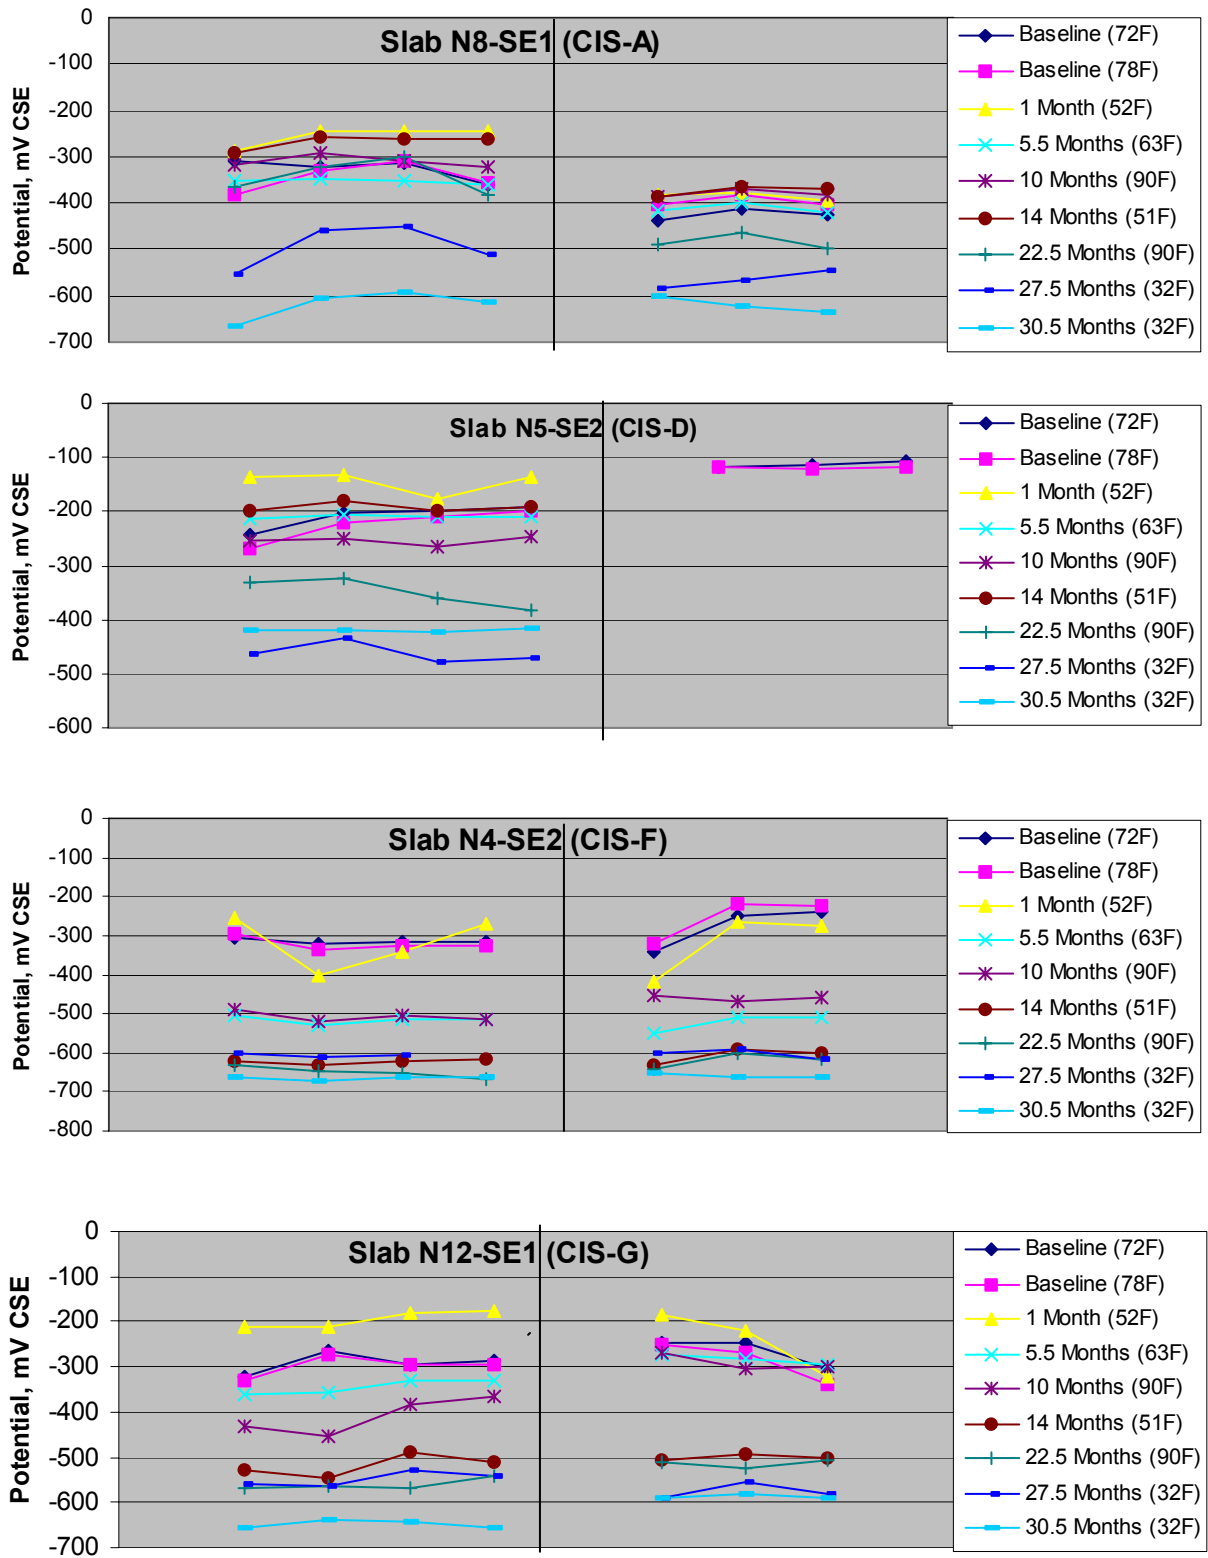 Slab N8-SE1 (CIS-A)
Potential, mV CSE
0
-100
-200
-300
-400
-500
-600
-700
Baseline (72F)
Baseline (78F)
1 Month (52F)
5.5 Months (63F)
10 Months (90F)
14 Months (51F)
22.5 Months (90F)
27.5 Months (32F)
30.5 Months (32F)
Slab N5-SE2 (CIS-D)
Potential, mV CSE
0
-100
-200
-300
-400
-500
-600
Baseline (72F)
Baseline (78F)
1 Month (52F)
5.5 Months (63F)
10 Months (90F)
14 Months (51F)
22.5 Months (90F)
27.5 Months (32F)
30.5 Months (32F)
Slab N4-SE2 (CIS-F)
Potential, mV CSE
0
-100
-200
-300
-400
-500
-600
-700
-800
Baseline (72F)
Baseline (78F)
1 Month (52F)
5.5 Months (63F)
10 Months (90F)
14 Months (51F)
22.5 Months (90F)
27.5 Months (32F)
30.5 Months (32F)
Slab N12-SE1 (CIS-G)
Potential, mV CSE
0
-100
-200
-300
-400
-500
-600
-700
Baseline (72F)
Baseline (78F)
1 Month (52F)
5.5 Months (63F)
10 Months (90F)
14 Months (51F)
22.5 Months (90F)
27.5 Months (32F)
30.5 Months (32F)